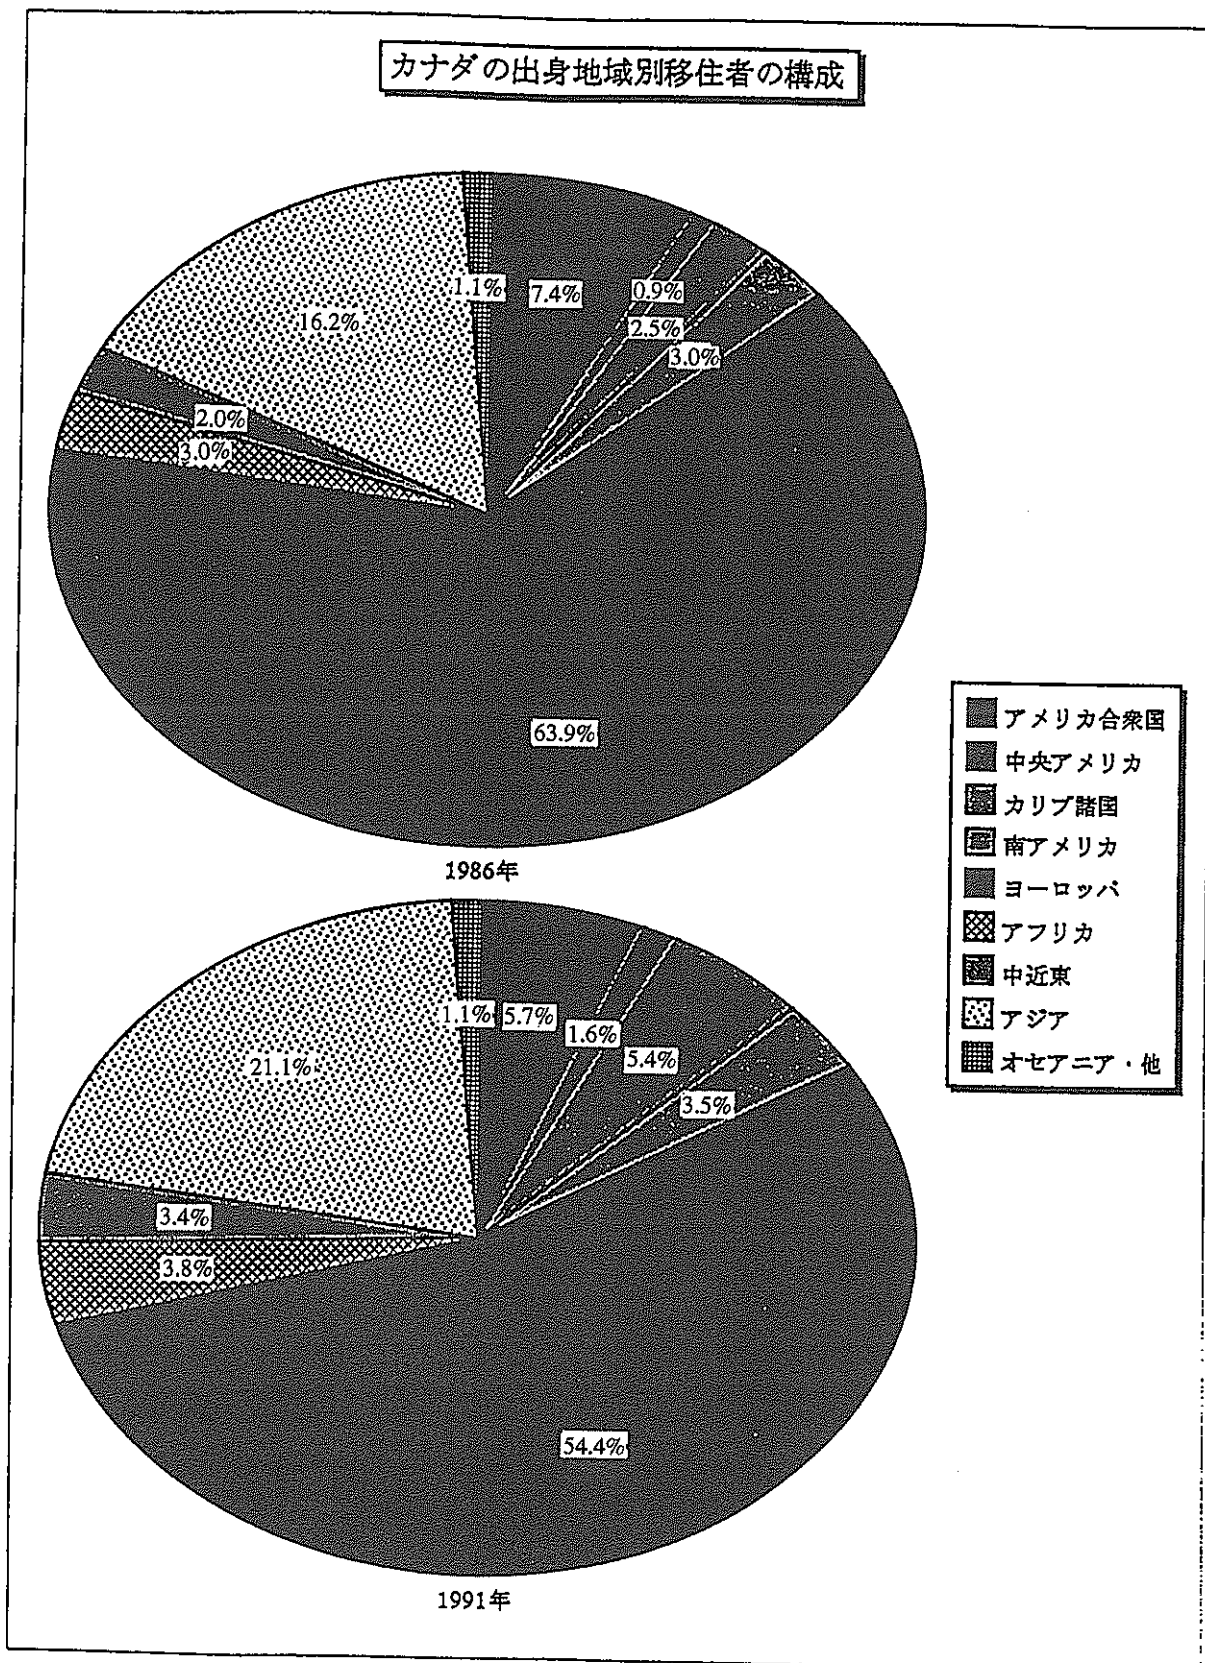 カナダの出身地域別移住者の構成
1.1%
7.4%
0.9%
2.5%
3.0%
16.2%
2.0%
3.0%
63.9%
1986年
アメリカ合衆国
中央アメリカ
カリブ諸国
南アメリカ
ヨーロッパ
アフリカ
中近東
アジア
オセアニア・他
1.1%
5.7%
1.6%
5.4%
3.5%
21.1%
3.4%
3.8%
54.4%
1991年